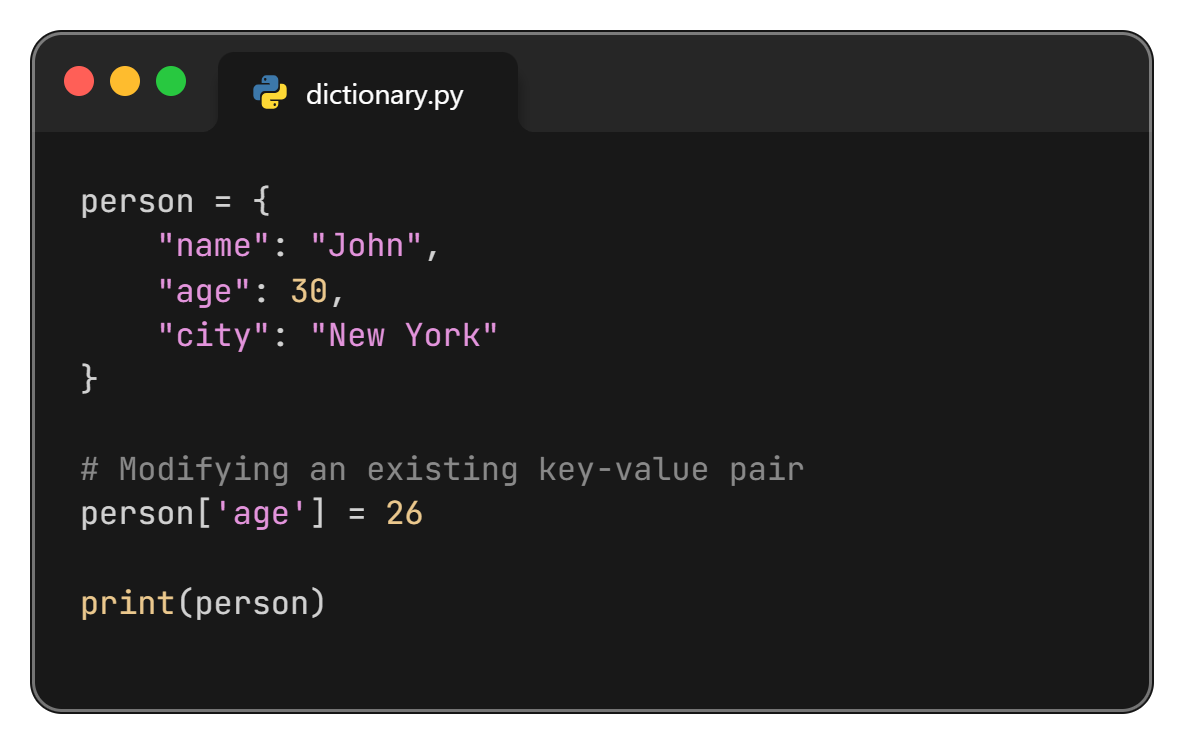 dictionary.py
person = {
    "name": "John",
    "age": 30,
    "city": "New York"
}
# Modifying an existing key-value pair
person['age'] = 26
print(person)